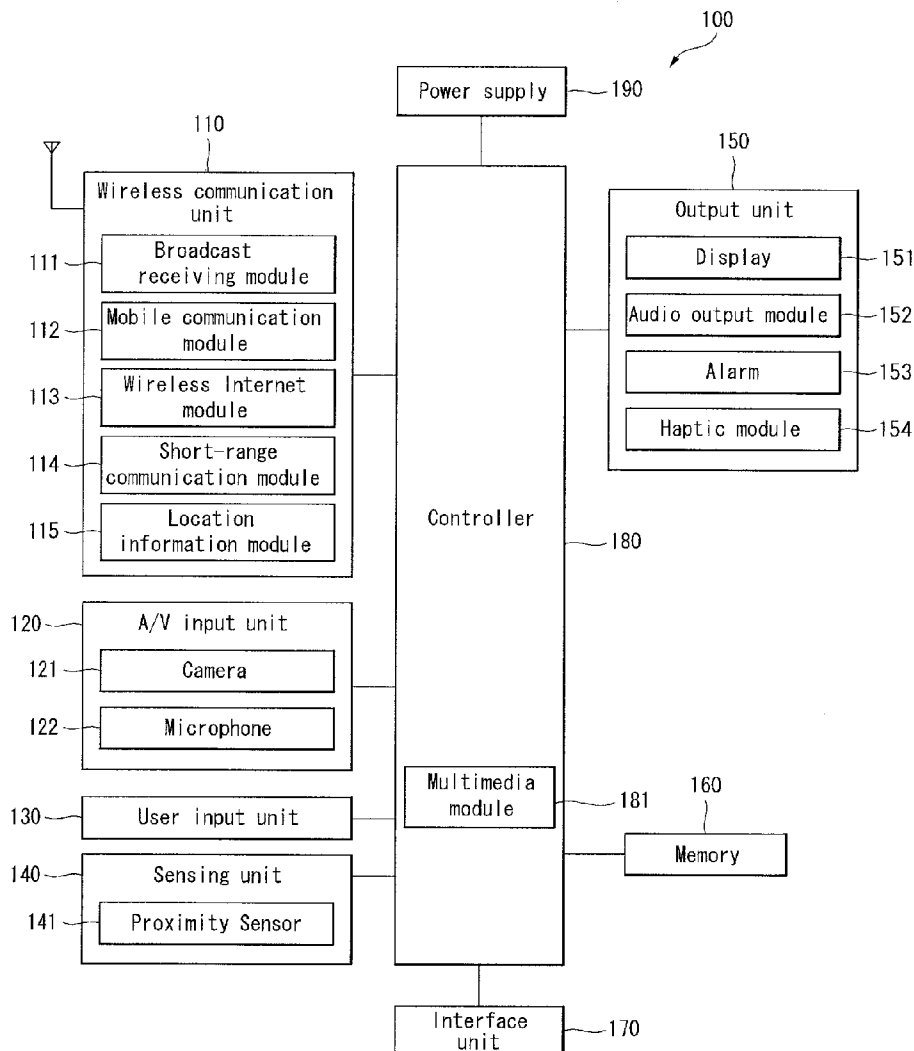 100
Power supply
190
110
Wireless communication
unit
111
Broadcast
receiving module
112
Mobile communication
module
113
Wireless Internet
module
114
Short-range
communication module
115
Location
information module
150
Output unit
Display
151
Audio output module
152
Alarm
153
Haptic module
154
Controller
180
120
A/V input unit
121
Camera
122
Microphone
Multimedia
module
181
130
User input unit
160
Memory
140
Sensing unit
141
Proximity Sensor
Interface
unit
170